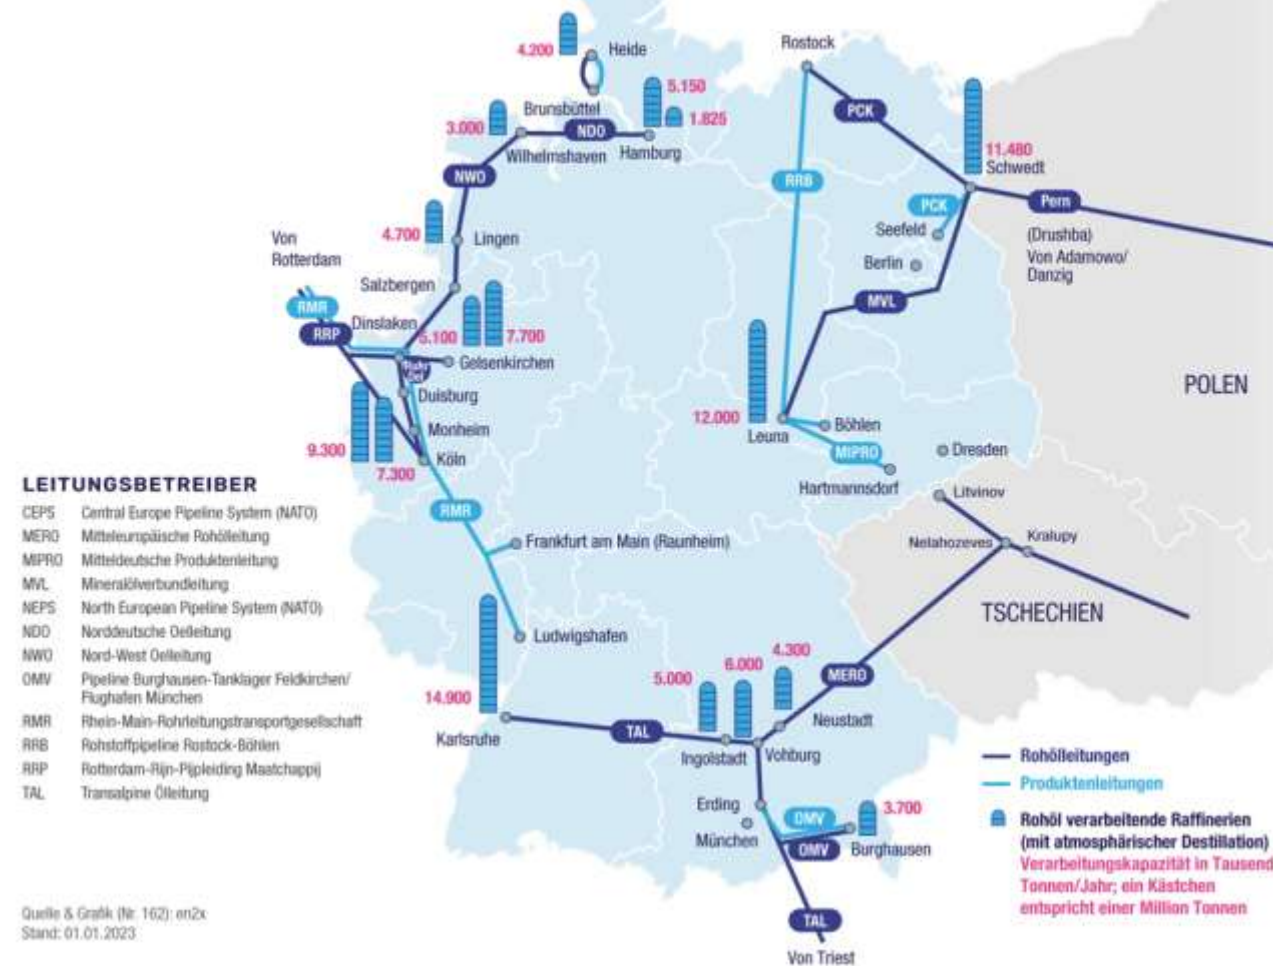 4.200
Heide
Rostock
5.150
Brunsbüttel
1.825
PCK
3.000
NDO
Wilhelmshaven
Hamburg
11.480
Schwedt
NWO
RRB
PCK
Pern
4.700
Lingen
Seefeld
Von
Rotterdam
(Drushba)
Von Adamowo/
Danzig
Berlin
Salzbergen
RMR
MVL
Dinslaken
RRP
5.100
7.700
Gelsenkirchen
Duisburg
POLEN
12.000
Leuna
Böhlen
Monheim
9.300
MIPRO
Dresden
Köln
7.300
Hartmannsdorf
Litvinov
RMR
Frankfurt am Main (Raunheim)
Nelahozeves
Kralupy
TSCHECHIEN
Ludwigshafen
4.300
6.000
5.000
MERO
14.900
Neustadt
Karlsruhe
TAL
Ingolstadt
Vohburg
Erding
OMV
3.700
München
OMV
Burghausen
TAL
Von Triest
LEITUNGSBETREIBER
CEPS Central Europe Pipeline System (NATO)
MERO Mitteleuropäische Rohölleitung
MIPRO Mitteldeutsche Produktenleitung
MVL Mineralölverbundleitung
NEPS North European Pipeline System (NATO)
NDO Norddeutsche Oelleitung
NWO Nord-West Oelleitung
OMV Pipeline Burghausen-Tanklager Feldkirchen/
Flughafen München
RMR Rhein-Main-Rohrleitungstransportgesellschaft
RRB Rohstoffpipeline Rostock-Böhlen
RRP Rotterdam-Rijn-Pijpleiding Maatchappij
TAL Transalpine Ölleitung
Rohölleitungen
Produktenleitungen
Rohöl verarbeitende Raffinerien
(mit atmosphärischer Destillation)
Verarbeitungskapazität in Tausend
Tonnen/Jahr; ein Kästchen
entspricht einer Million Tonnen
Quelle & Grafik (Nr. 162): en2x
Stand: 01.01.2023